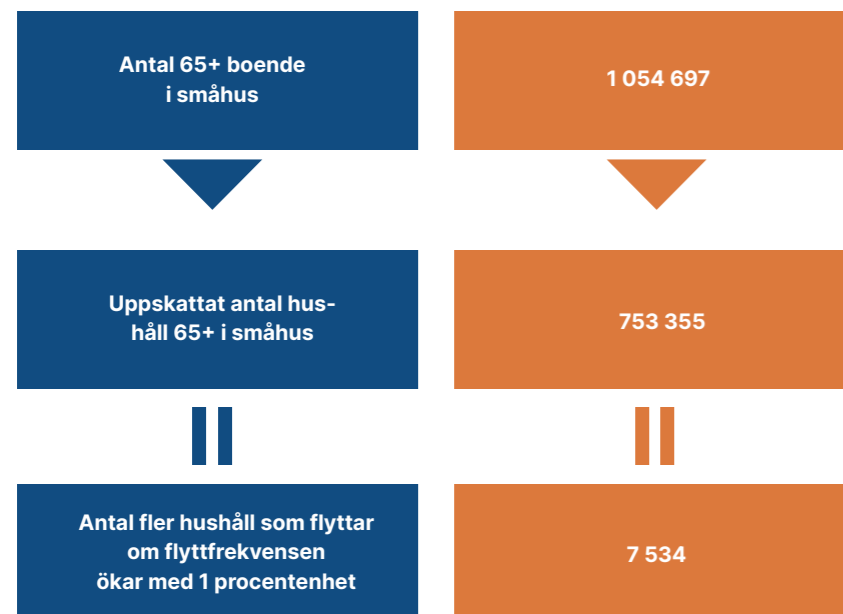 Antal 65+ boende
i småhus
1 054 697
Uppskattat antal hus-
håll 65+ i småhus
753 355
Antal fler hushåll som flyttar
om flyttfrekvensen
ökar med 1 procentenhet
7 534